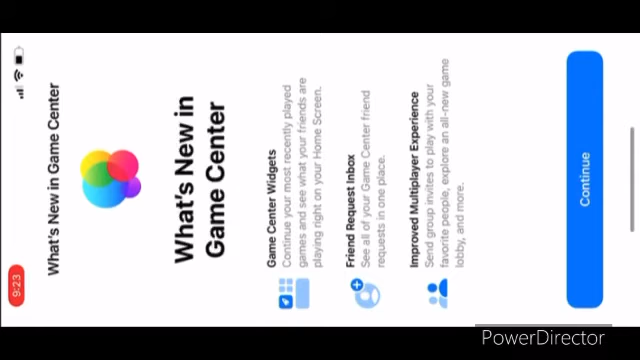 9:23
What's New in Game Center
What's New in
Game Center
Game Center Widgets
Continue your most recently played
games and see what your friends are
playing right on your Home Screen.
Friend Request Inbox
See all of your Game Center friend
requests in one place.
Improved Multiplayer Experience
Send group invites to play with your
favorite people, explore an all-new game
lobby, and more.
Continue
PowerDirector